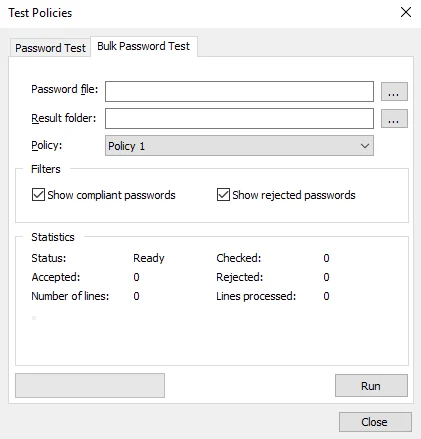 Test Policies
Password Test Bulk Password Test
Password file: ...
Result folder: ...
Policy: Policy 1
Filters
Show compliant passwords Show rejected passwords
Statistics
Status: Ready Checked: 0
Accepted: 0 Rejected: 0
Number of lines: 0 Lines processed: 0
Run
Close